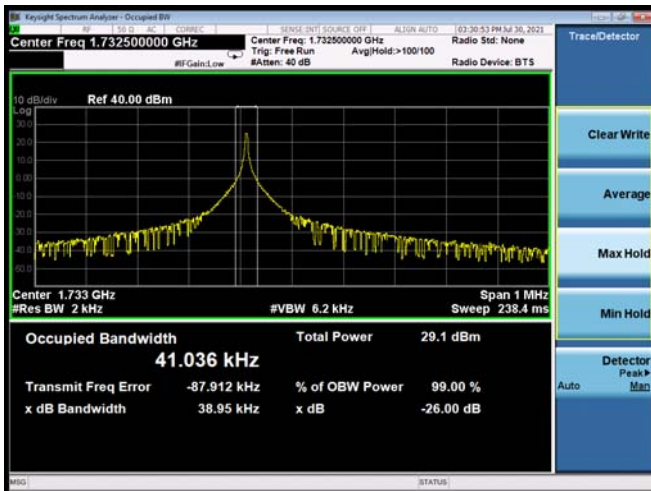 Keysight Spectrum Analyzer - Occupied BW
RF 50 Ω AC CORREC SENSE:INT SOURCE OFF ALIGN AUTO 03:30:53 PM Jul 30, 2021
Center Freq 1.732500000 GHz Center Freq: 1.732500000 GHz Radio Std: None
Trig: Free Run Avg|Hold:>100/100
#IFGain:Low #Atten: 40 dB Radio Device: BTS
Trace/Detector
10 dB/div Ref 40.00 dBm
Log
30.0
20.0
10.0
0.00
-10.0
-20.0
-30.0
-40.0
-50.0
Center 1.733 GHz Span 1 MHz
#Res BW 2 kHz #VBW 6.2 kHz Sweep 238.4 ms
Occupied Bandwidth Total Power 29.1 dBm
41.036 kHz
Transmit Freq Error -87.912 kHz % of OBW Power 99.00 %
x dB Bandwidth 38.95 kHz x dB -26.00 dB
Clear Write
Average
Max Hold
Min Hold
Detector
Peak▶
Auto Man
MSG STATUS